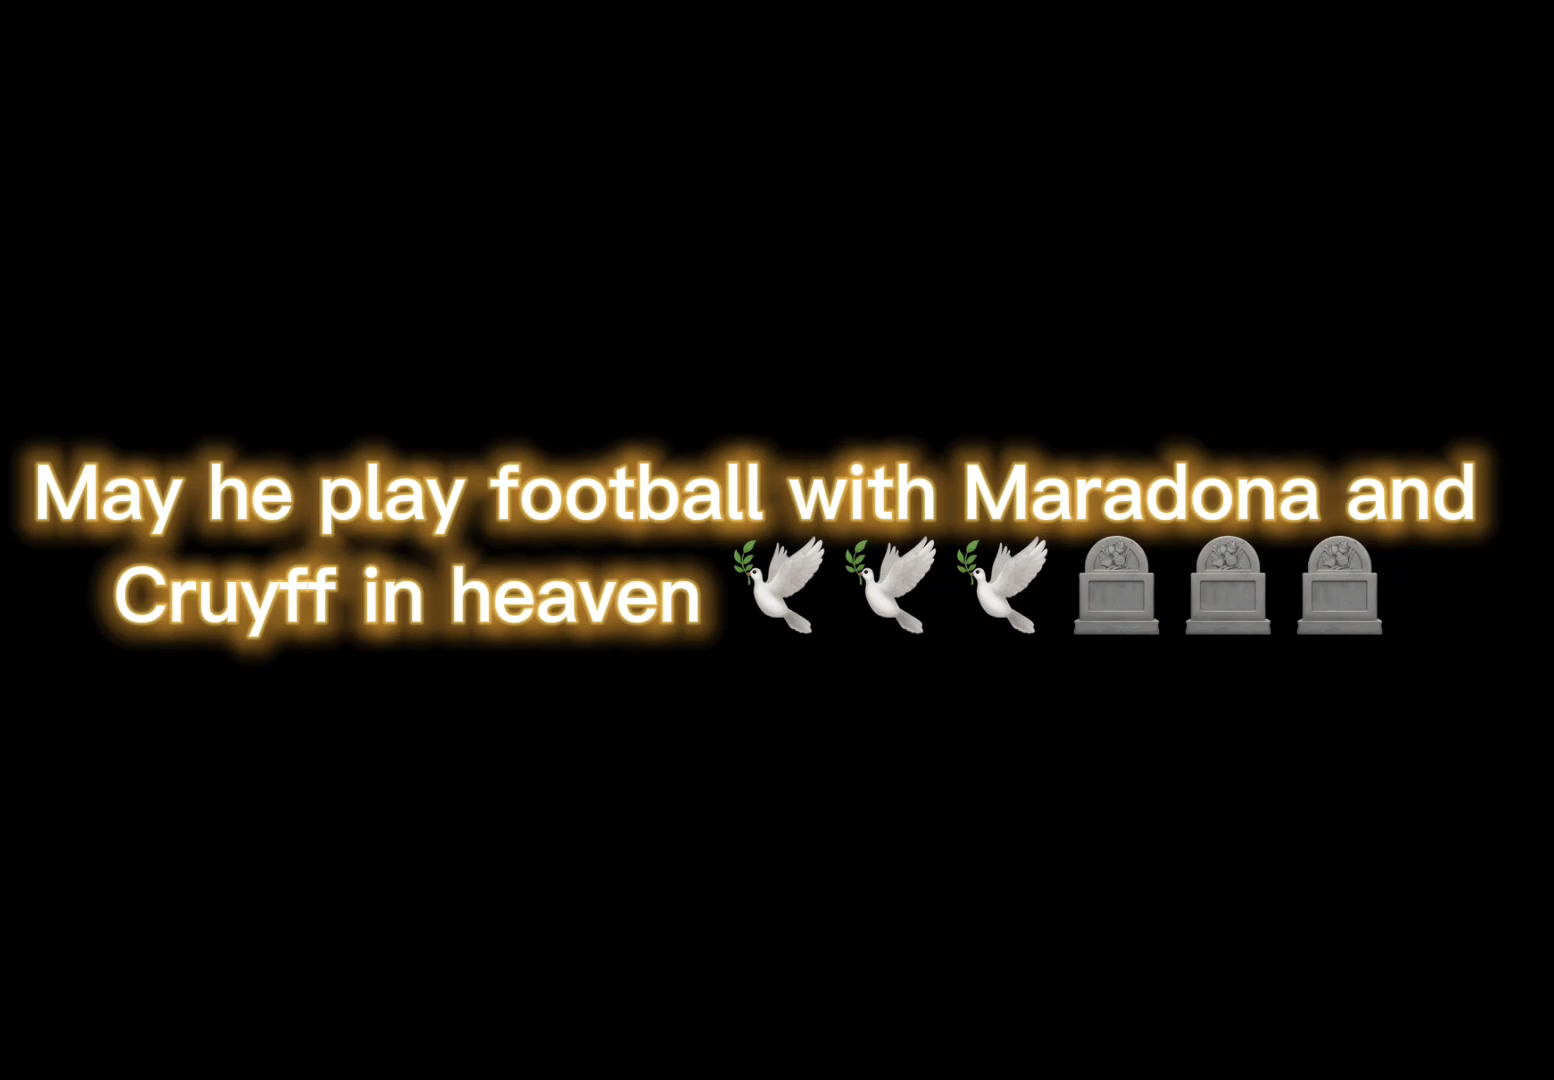 May he play football with Maradona and
Cruyff in heaven 🕊️🕊️🕊️🪦🪦🪦